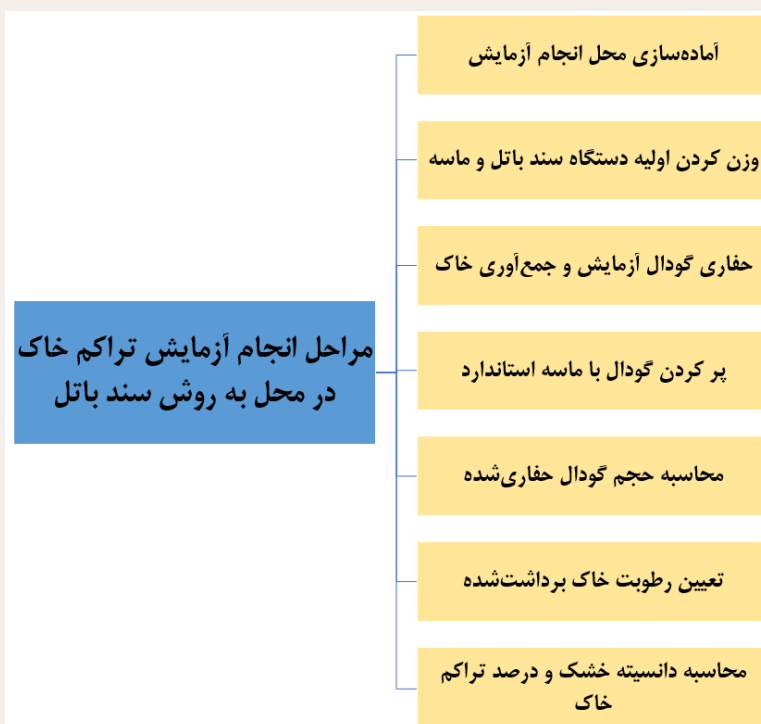 مراحل انجام آزمایش تراکم خاک
در محل به روش سند باتل
آماده‌سازی محل انجام آزمایش
وزن کردن اولیه دستگاه سند باتل و ماسه
حفاری گودال آزمایش و جمع‌آوری خاک
پر کردن گودال با ماسه استاندارد
محاسبه حجم گودال حفاری‌شده
تعیین رطوبت خاک برداشت‌شده
محاسبه دانسیته خشک و درصد تراکم
خاک